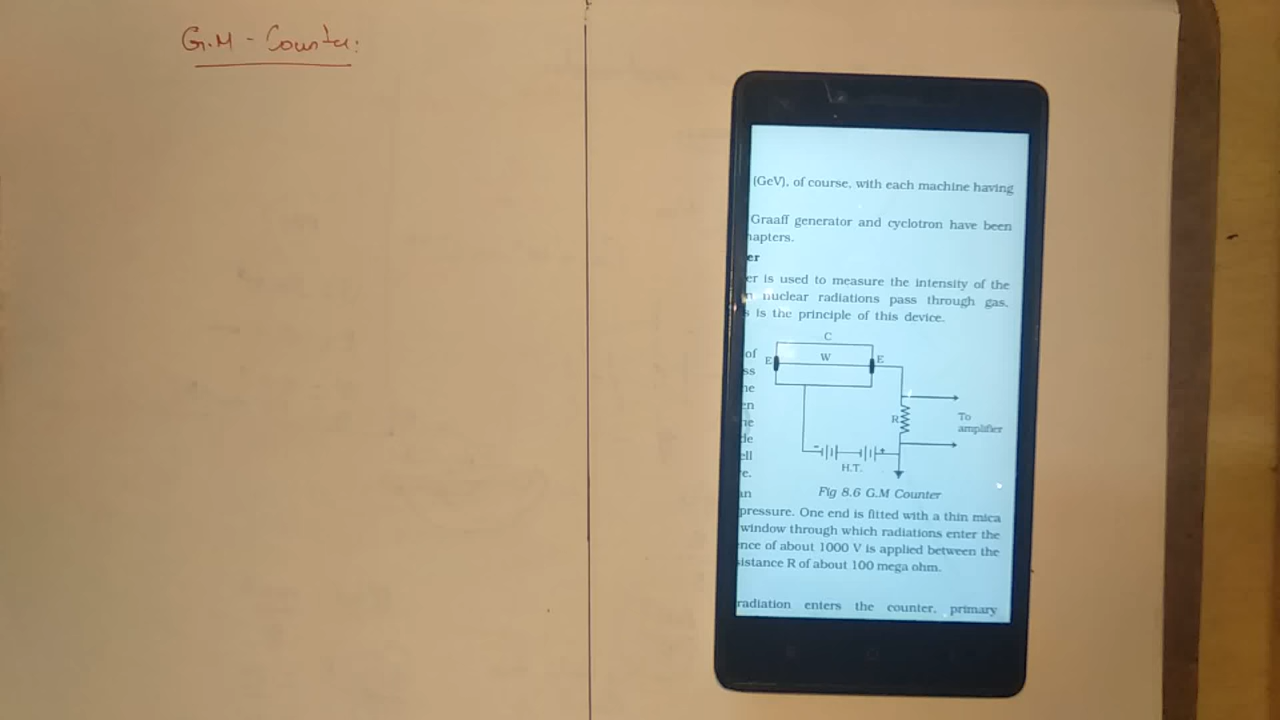 G.M - Counter:
(GeV), of course, with each machine having
Graaff generator and cyclotron have been
hapters.
er
er is used to measure the intensity of the
n nuclear radiations pass through gas,
s is the principle of this device.
C
of
E
W
E
ss
he
en
R
To
he
amplifier
de
ell
H.T.
e.
an
Fig 8.6 G.M Counter
pressure. One end is fitted with a thin mica
window through which radiations enter the
ence of about 1000 V is applied between the
sistance R of about 100 mega ohm.
radiation enters the counter, primary